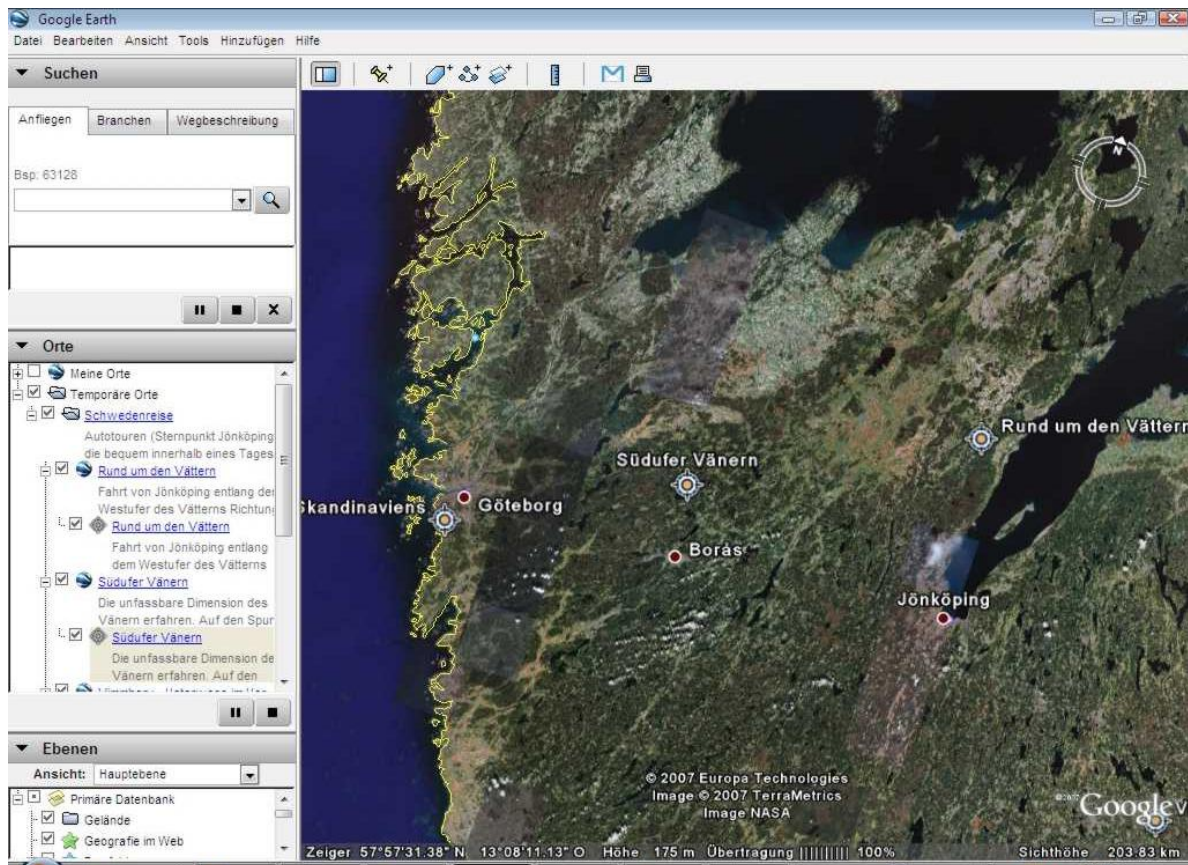 Google Earth
Datei Bearbeiten Ansicht Tools Hinzufügen Hilfe
Suchen
Anfliegen Branchen Wegbeschreibung
Bsp: 63128
Orte
Meine Orte
Temporäre Orte
Schwedenreise
Autotouren (Sternpunkt Jönköping
die bequem innerhalb eines Tages
Rund um den Vättern
Fahrt von Jönköping entlang der
Westufer des Vätterns Richtung
Rund um den Vättern
Fahrt von Jönköping entlang
dem Westufer des Vätterns
Südufer Vänern
Die unfassbare Dimension des
Vänern erfahren. Auf den Spur
Südufer Vänern
Die unfassbare Dimension de
Vänern erfahren. Auf den
Ebenen
Ansicht: Hauptebene
Primäre Datenbank
Gelände
Geografie im Web
N
Rund um den Vättern
Südufer Vänern
Skandinaviens
Göteborg
Borås
Jönköping
© 2007 Europa Technologies
Image © 2007 TerraMetrics
Image NASA
©2007 Google
Zeiger 57°57'31.38" N, 13°08'11.13" O Höhe 175 m Übertragung |||||||||| 100% Sichthöhe 203.83 km